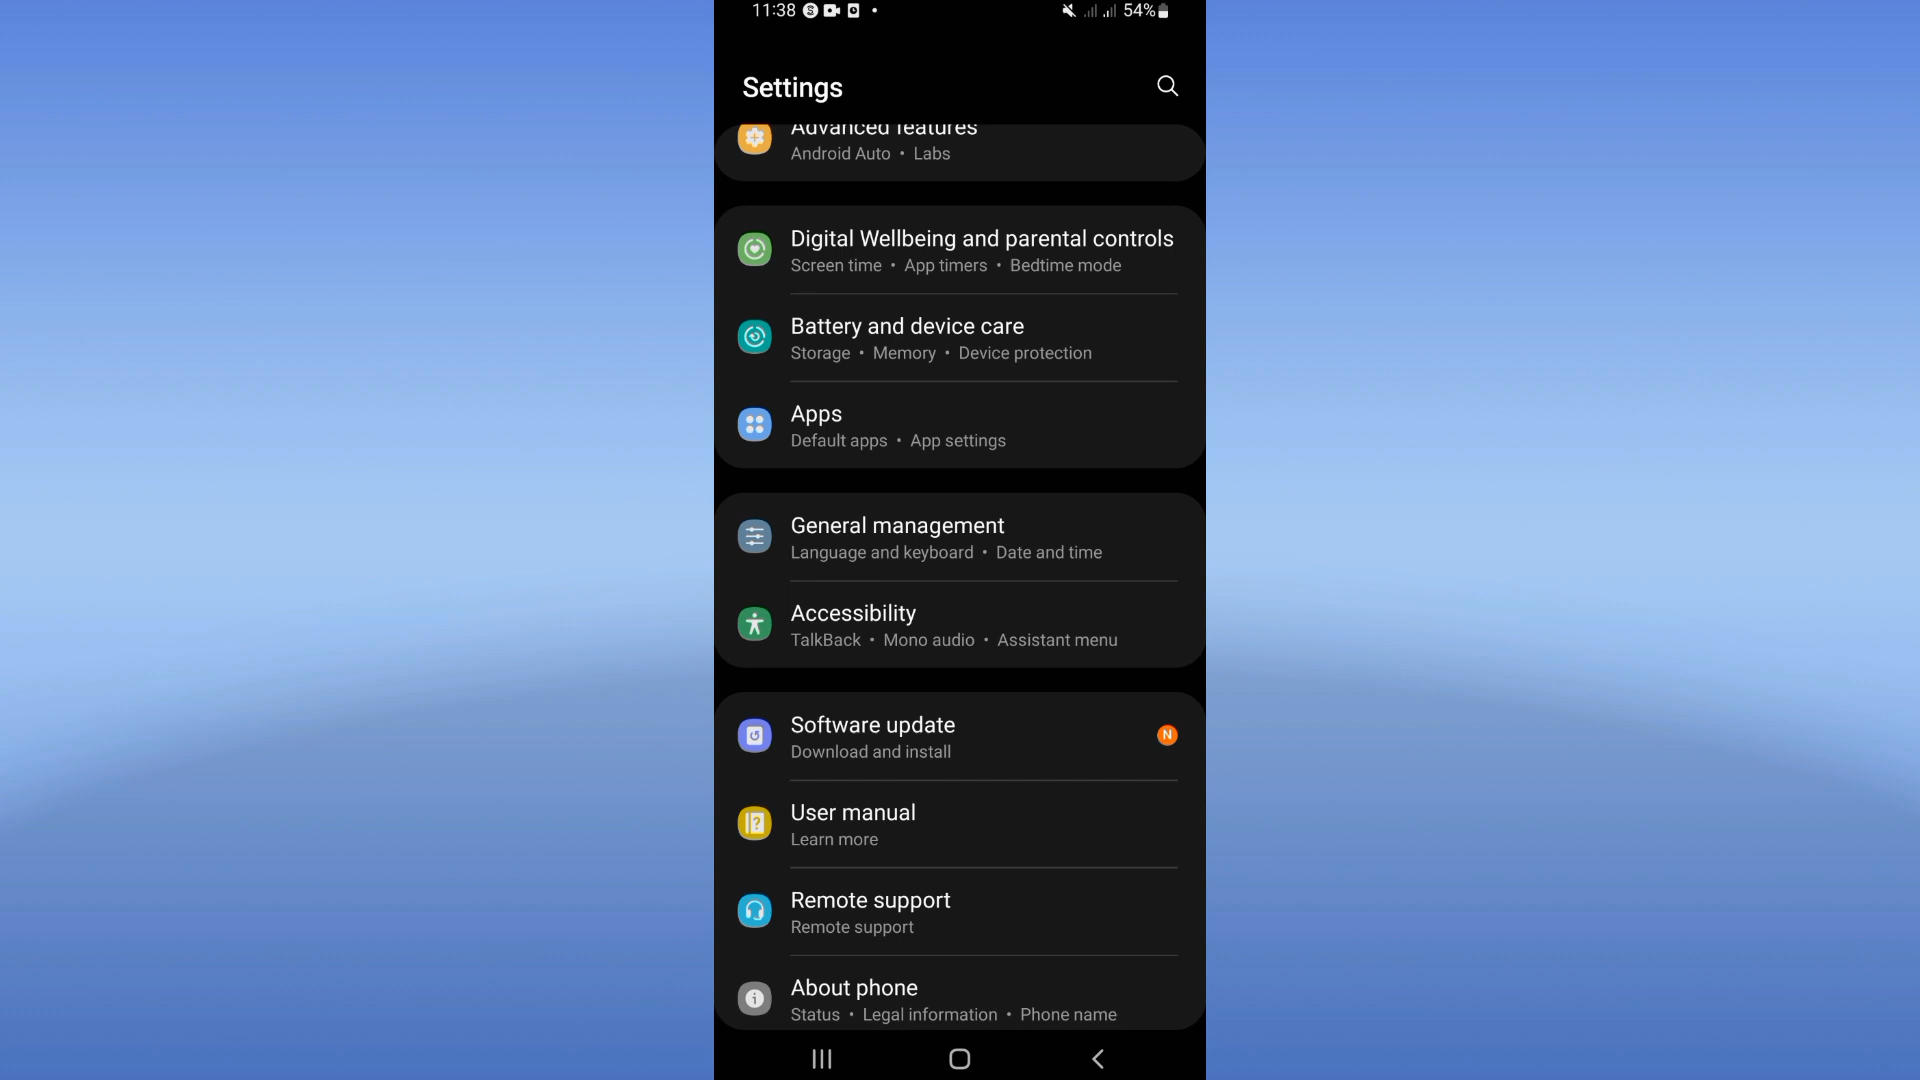 11:38
54%
Settings
Advanced features
Android Auto • Labs
Digital Wellbeing and parental controls
Screen time • App timers • Bedtime mode
Battery and device care
Storage • Memory • Device protection
Apps
Default apps • App settings
General management
Language and keyboard • Date and time
Accessibility
TalkBack • Mono audio • Assistant menu
Software update
N
Download and install
User manual
Learn more
Remote support
Remote support
About phone
Status • Legal information • Phone name